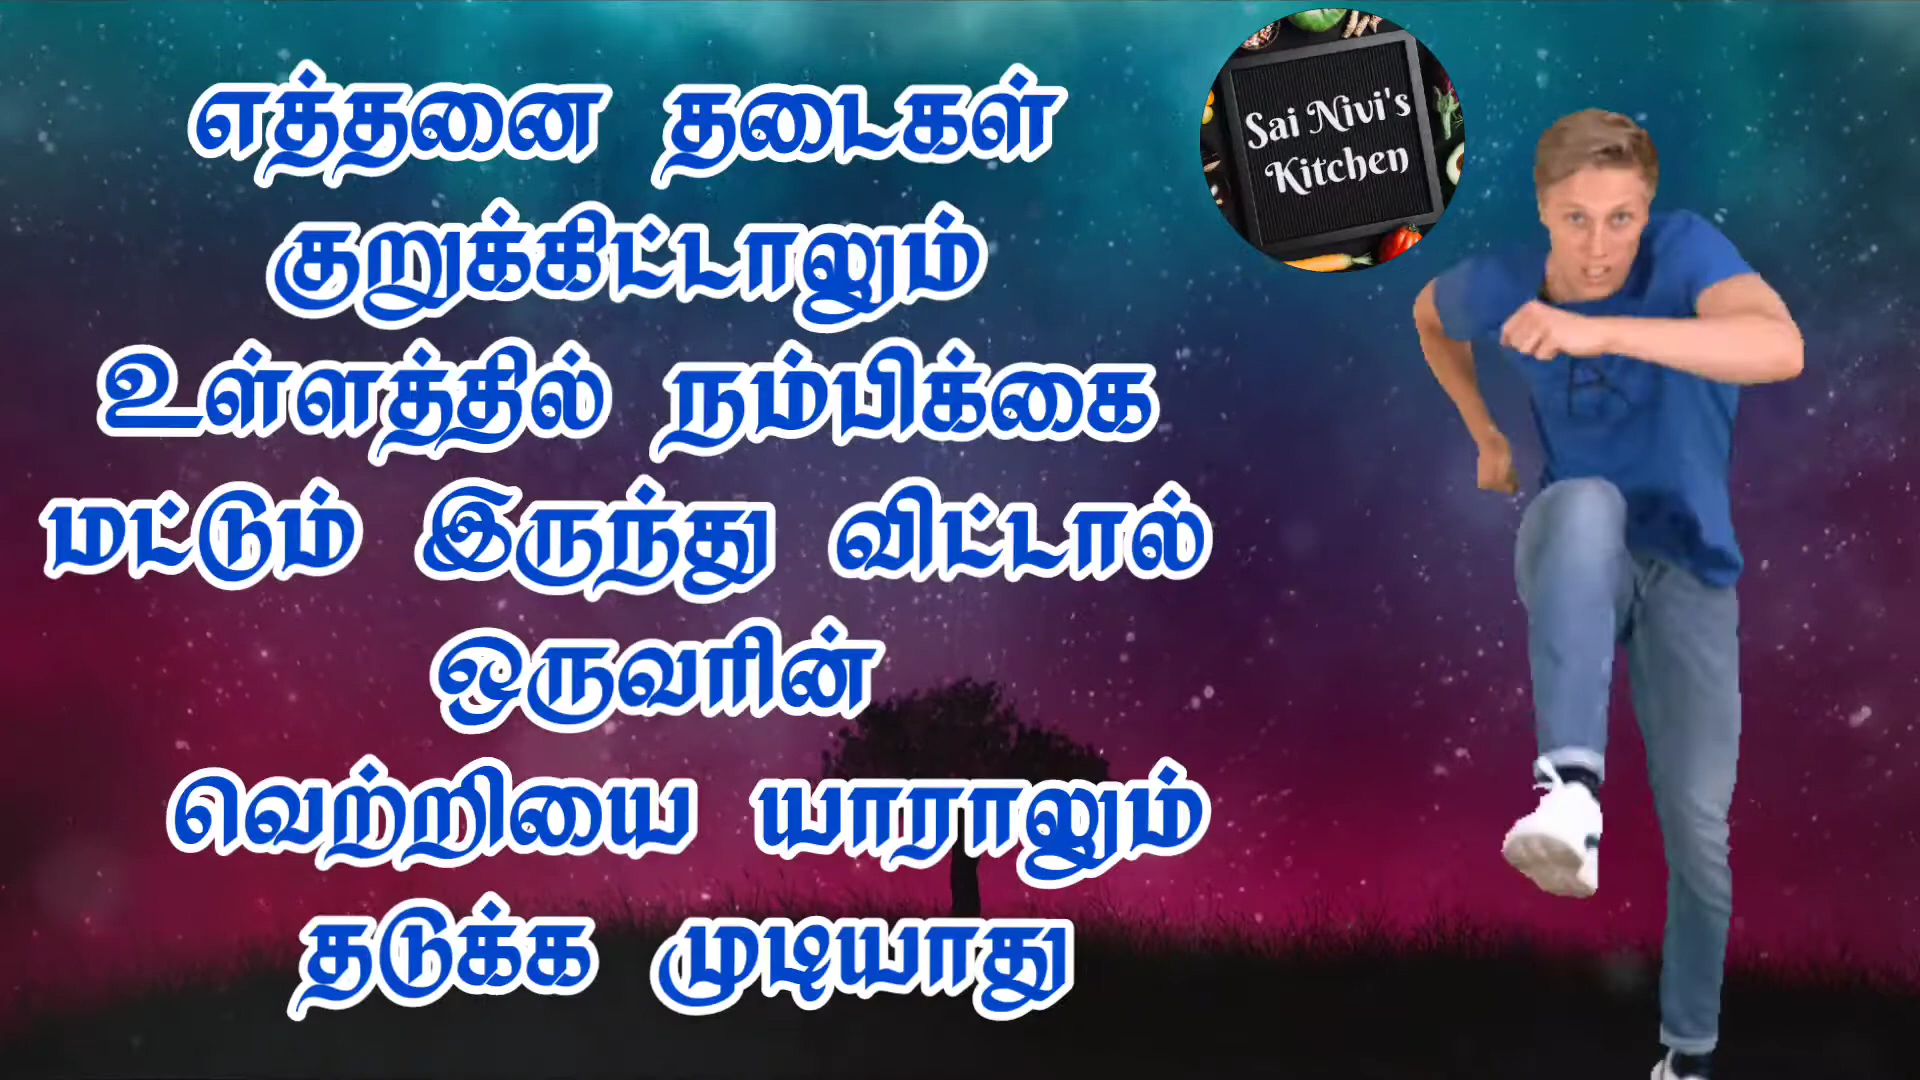 எத்தனை தடைகள்
குறுக்கிட்டாலும்
உள்ளத்தில் நம்பிக்கை
மட்டும் இருந்து விட்டால்
ஒருவரின்
வெற்றியை யாராலும்
தடுக்க முடியாது
Sai Nivi's
Kitchen